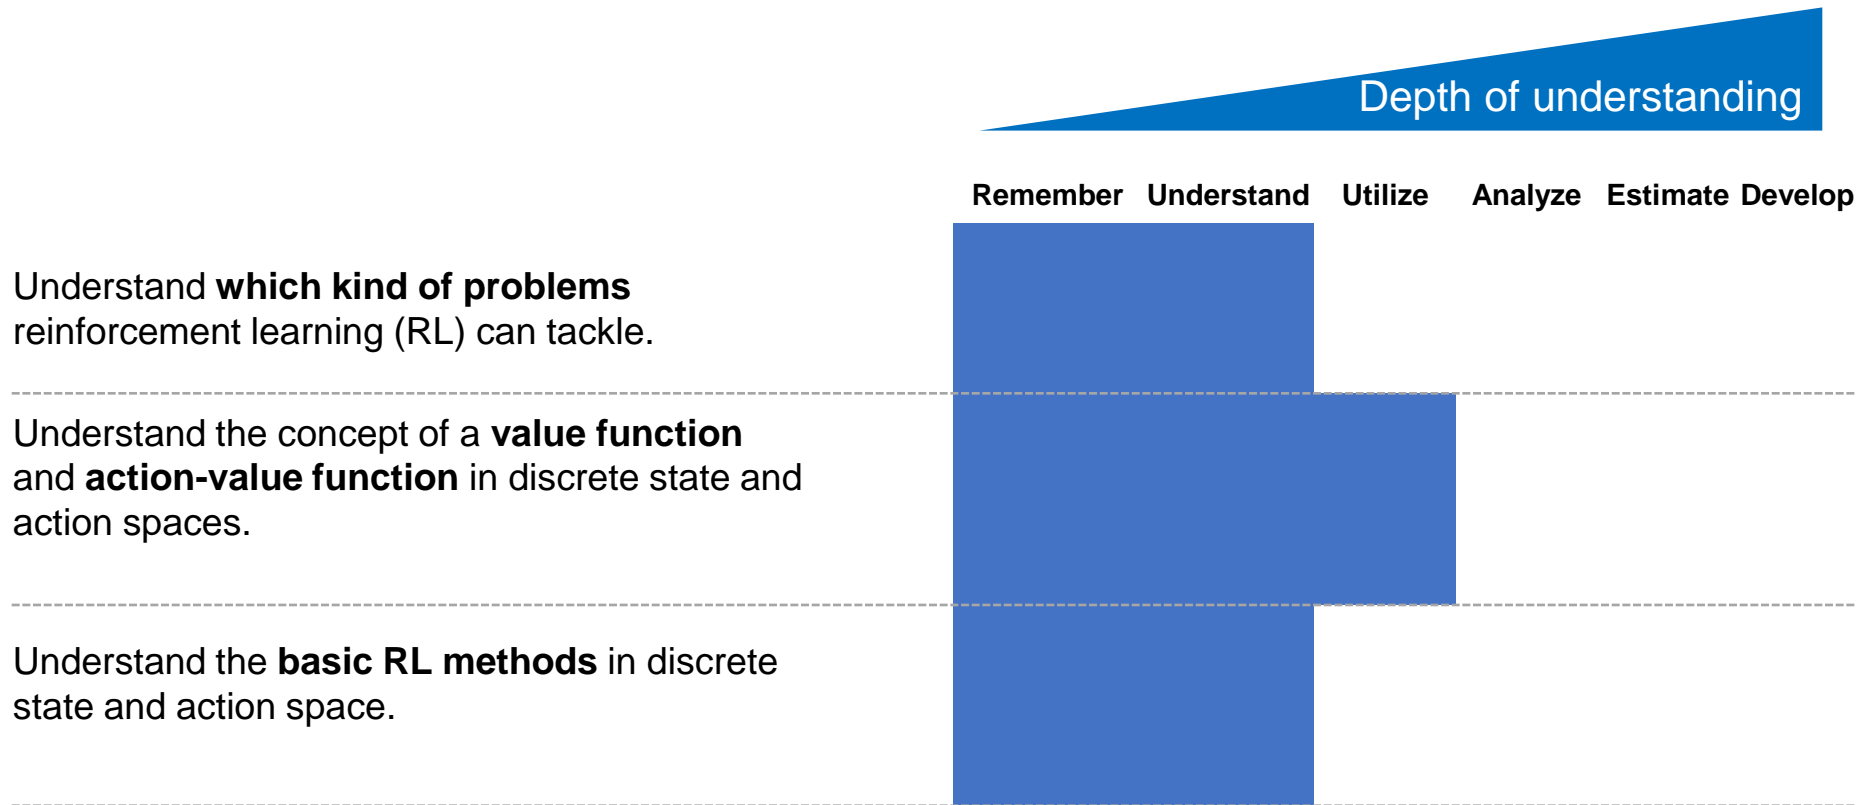 Depth of understanding
Remember Understand Utilize Analyze Estimate Develop
Understand which kind of problems
reinforcement learning (RL) can tackle.
Understand the concept of a value function
and action-value function in discrete state and
action spaces.
Understand the basic RL methods in discrete
state and action space.